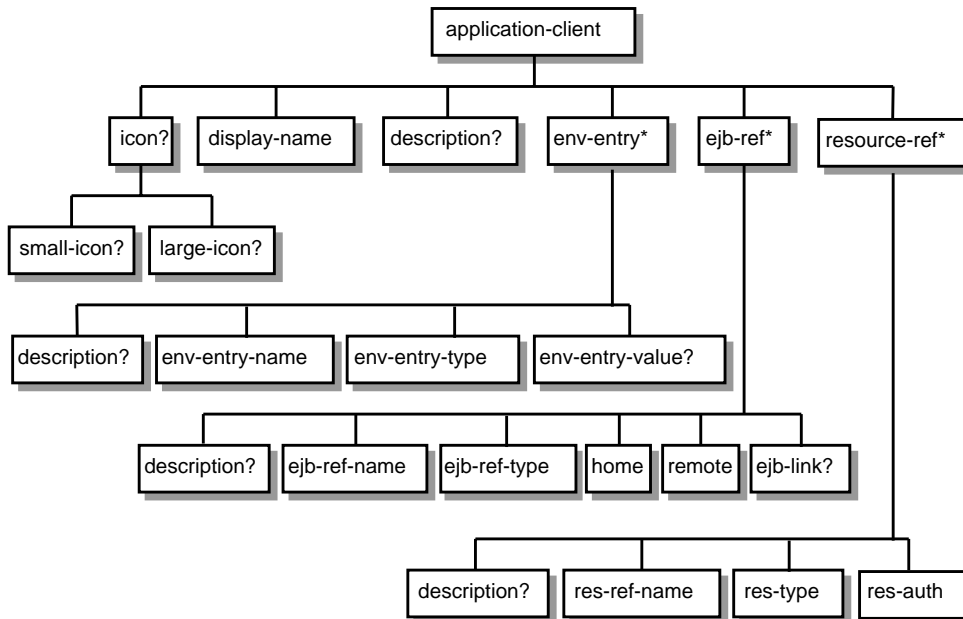 application-client
icon?
display-name
description?
env-entry*
ejb-ref*
resource-ref*
small-icon?
large-icon?
description?
env-entry-name
env-entry-type
env-entry-value?
description?
ejb-ref-name
ejb-ref-type
home
remote
ejb-link?
description?
res-ref-name
res-type
res-auth